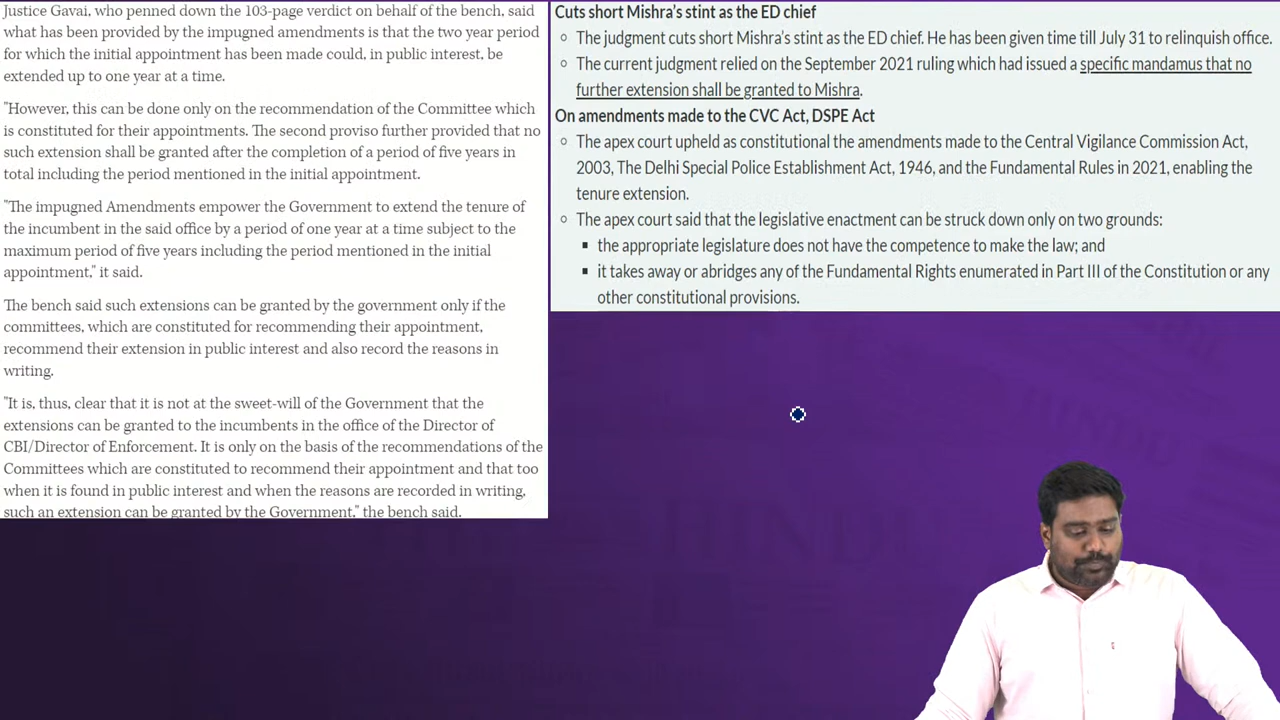 Justice Gavai, who penned down the 103-page verdict on behalf of the bench, said
what has been provided by the impugned amendments is that the two year period
for which the initial appointment has been made could, in public interest, be
extended up to one year at a time.
"However, this can be done only on the recommendation of the Committee which
is constituted for their appointments. The second proviso further provided that no
such extension shall be granted after the completion of a period of five years in
total including the period mentioned in the initial appointment.
"The impugned Amendments empower the Government to extend the tenure of
the incumbent in the said office by a period of one year at a time subject to the
maximum period of five years including the period mentioned in the initial
appointment," it said.
The bench said such extensions can be granted by the government only if the
committees, which are constituted for recommending their appointment,
recommend their extension in public interest and also record the reasons in
writing.
"It is, thus, clear that it is not at the sweet-will of the Government that the
extensions can be granted to the incumbents in the office of the Director of
CBI/Director of Enforcement. It is only on the basis of the recommendations of the
Committees which are constituted to recommend their appointment and that too
when it is found in public interest and when the reasons are recorded in writing,
such an extension can be granted by the Government," the bench said.
Cuts short Mishra's stint as the ED chief
The judgment cuts short Mishra's stint as the ED chief. He has been given time till July 31 to relinquish office.
The current judgment relied on the September 2021 ruling which had issued a specific mandamus that no
further extension shall be granted to Mishra.
On amendments made to the CVC Act, DSPE Act
The apex court upheld as constitutional the amendments made to the Central Vigilance Commission Act,
2003, The Delhi Special Police Establishment Act, 1946, and the Fundamental Rules in 2021, enabling the
tenure extension.
The apex court said that the legislative enactment can be struck down only on two grounds:
the appropriate legislature does not have the competence to make the law; and
it takes away or abridges any of the Fundamental Rights enumerated in Part III of the Constitution or any
other constitutional provisions.
HINDU